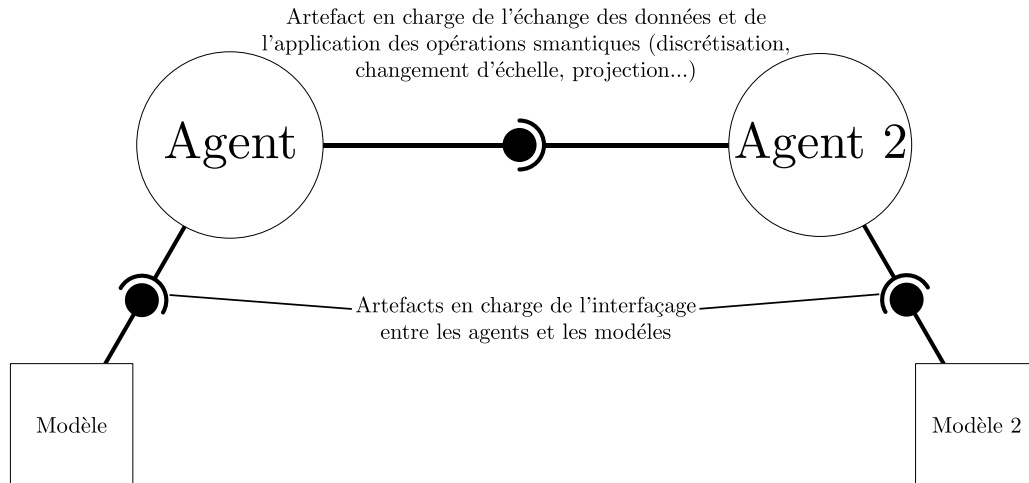 Artefact en charge de l'échange des données et de
l'application des opérations smantiques (discrétisation,
changement d'échelle, projection...)
Agent
Agent 2
Artefacts en charge de l'interfaçage
entre les agents et les modéles
Modèle
Modèle 2